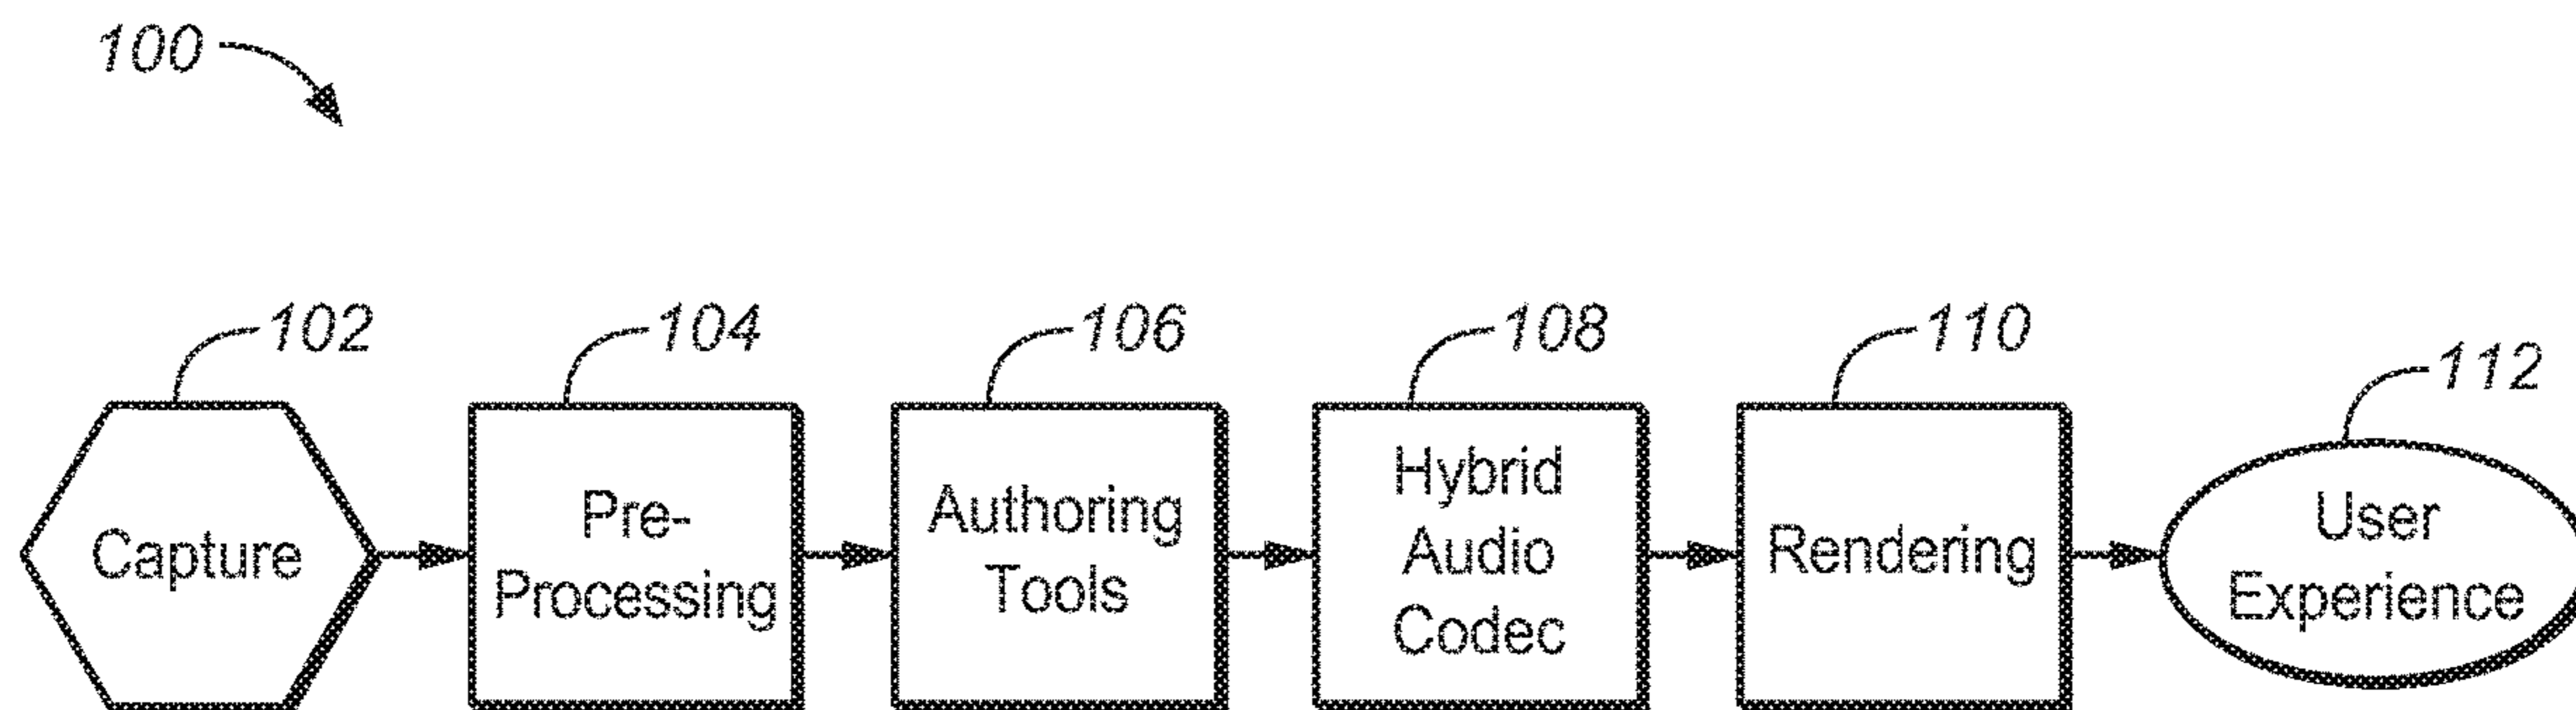 100
102
104
106
108
110
112
Capture
Pre-
Processing
Authoring
Tools
Hybrid
Audio
Codec
Rendering
User
Experience